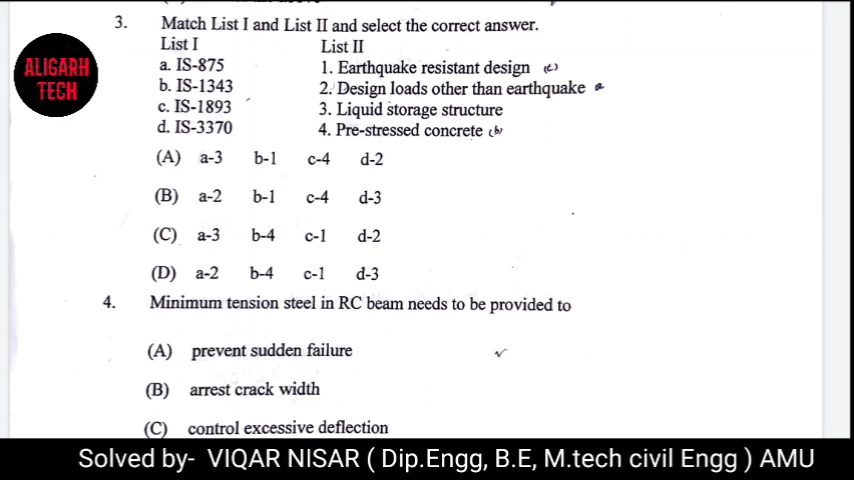 3. Match List I and List II and select the correct answer.
List I List II
a. IS-875 1. Earthquake resistant design (c)
b. IS-1343 2. Design loads other than earthquake a
c. IS-1893 3. Liquid storage structure
d. IS-3370 4. Pre-stressed concrete (b)
ALIGARH
TECH
(A) a-3 b-1 c-4 d-2
(B) a-2 b-1 c-4 d-3
(C) a-3 b-4 c-1 d-2
(D) a-2 b-4 c-1 d-3
4. Minimum tension steel in RC beam needs to be provided to
(A) prevent sudden failure
(B) arrest crack width
(C) control excessive deflection
Solved by- VIQAR NISAR ( Dip.Engg, B.E, M.tech civil Engg ) AMU